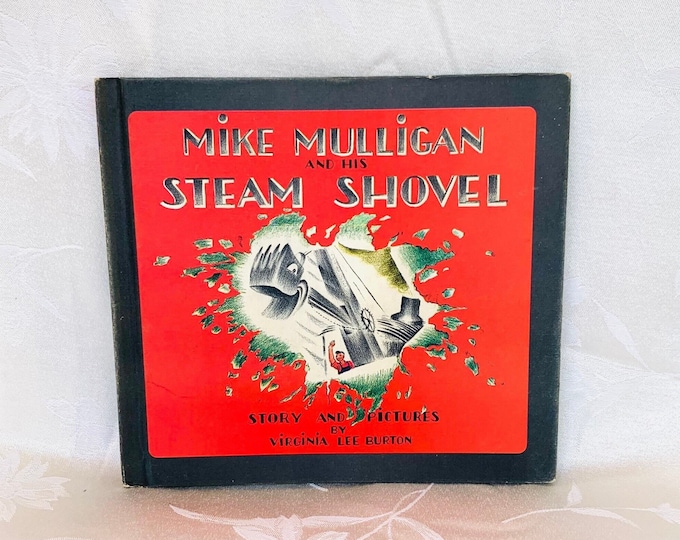 MiKE MULLiGAN
AND HIS
STEAM SHOVEL
STORY AND PICTURES
BY
ViRGiNiA LEE BURTON